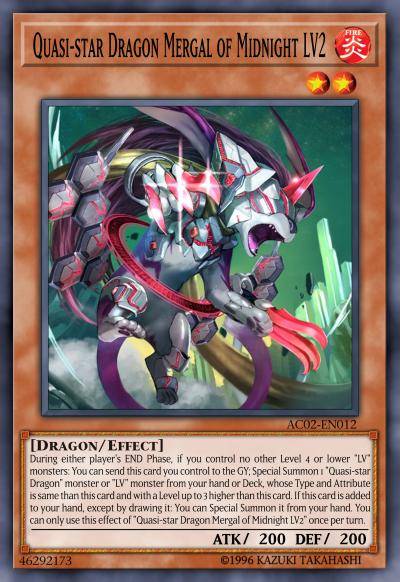 QUASI-STAR DRAGON MERGAL OF MIDNIGHT LV2
FIRE
炎
AC02-EN012
[DRAGON/EFFECT]
During either player's END Phase, if you control no other Level 4 or lower "LV"
monsters: You can send this card you control to the GY; Special Summon 1 "Quasi-star
Dragon" monster or "LV" monster from your hand or Deck, whose Type and Attribute
is same than this card and with a Level up to 3 higher than this card. If this card is added
to your hand, except by drawing it: You can Special Summon it from your hand. You
can only use this effect of "Quasi-star Dragon Mergal of Midnight LV2" once per turn.
ATK/ 200 DEF/ 200
46292173
©1996 KAZUKI TAKAHASHI